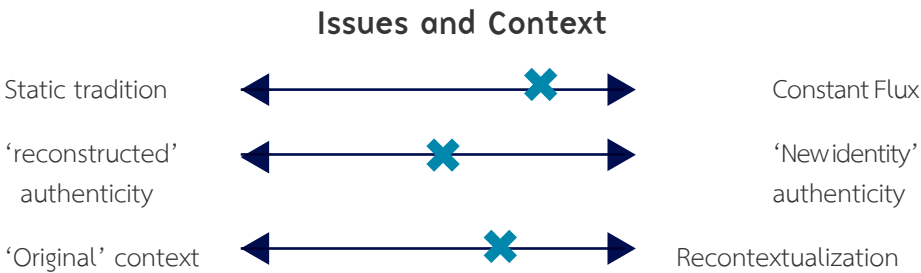 Issues and Context
Static tradition
Constant Flux
‘reconstructed’
authenticity
‘New identity’
authenticity
‘Original’ context
Recontextualization